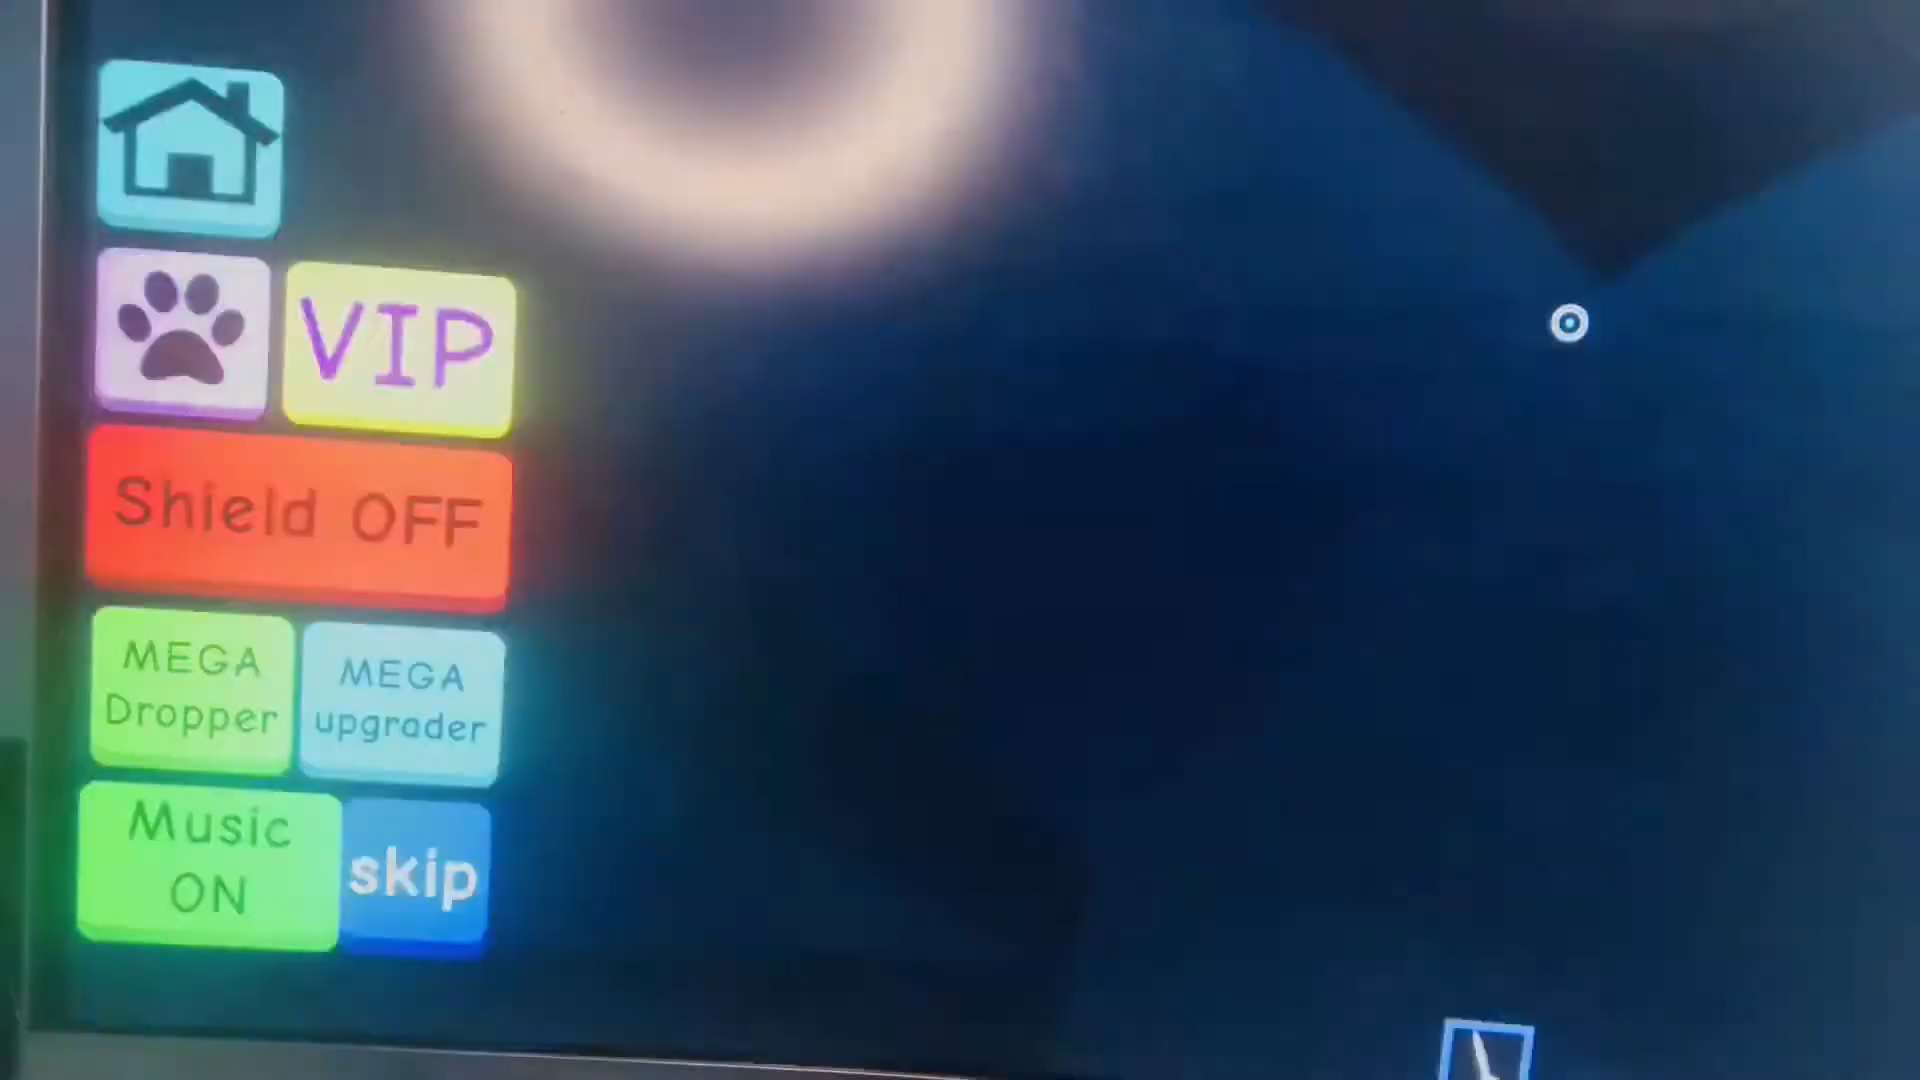 VIP
Shield OFF
MEGA
Dropper
MEGA
upgrader
Music
ON
skip